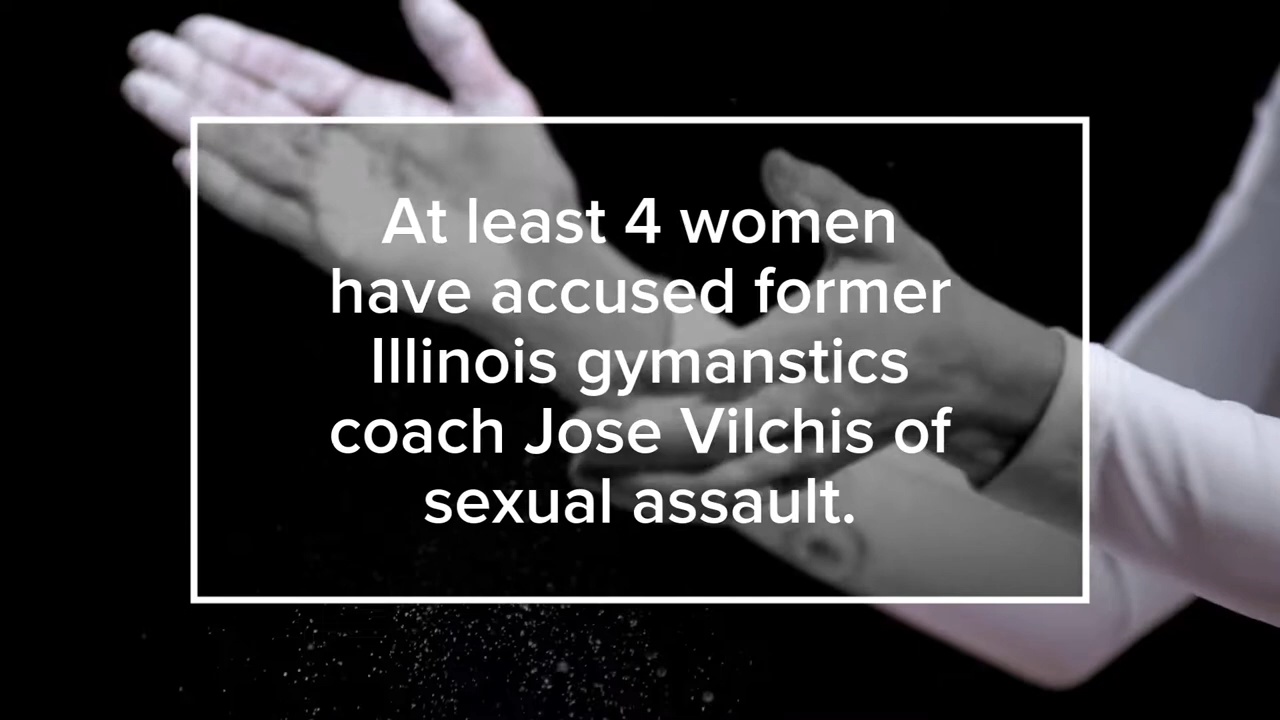 At least 4 women
have accused former
Illinois gymanstics
coach Jose Vilchis of
sexual assault.